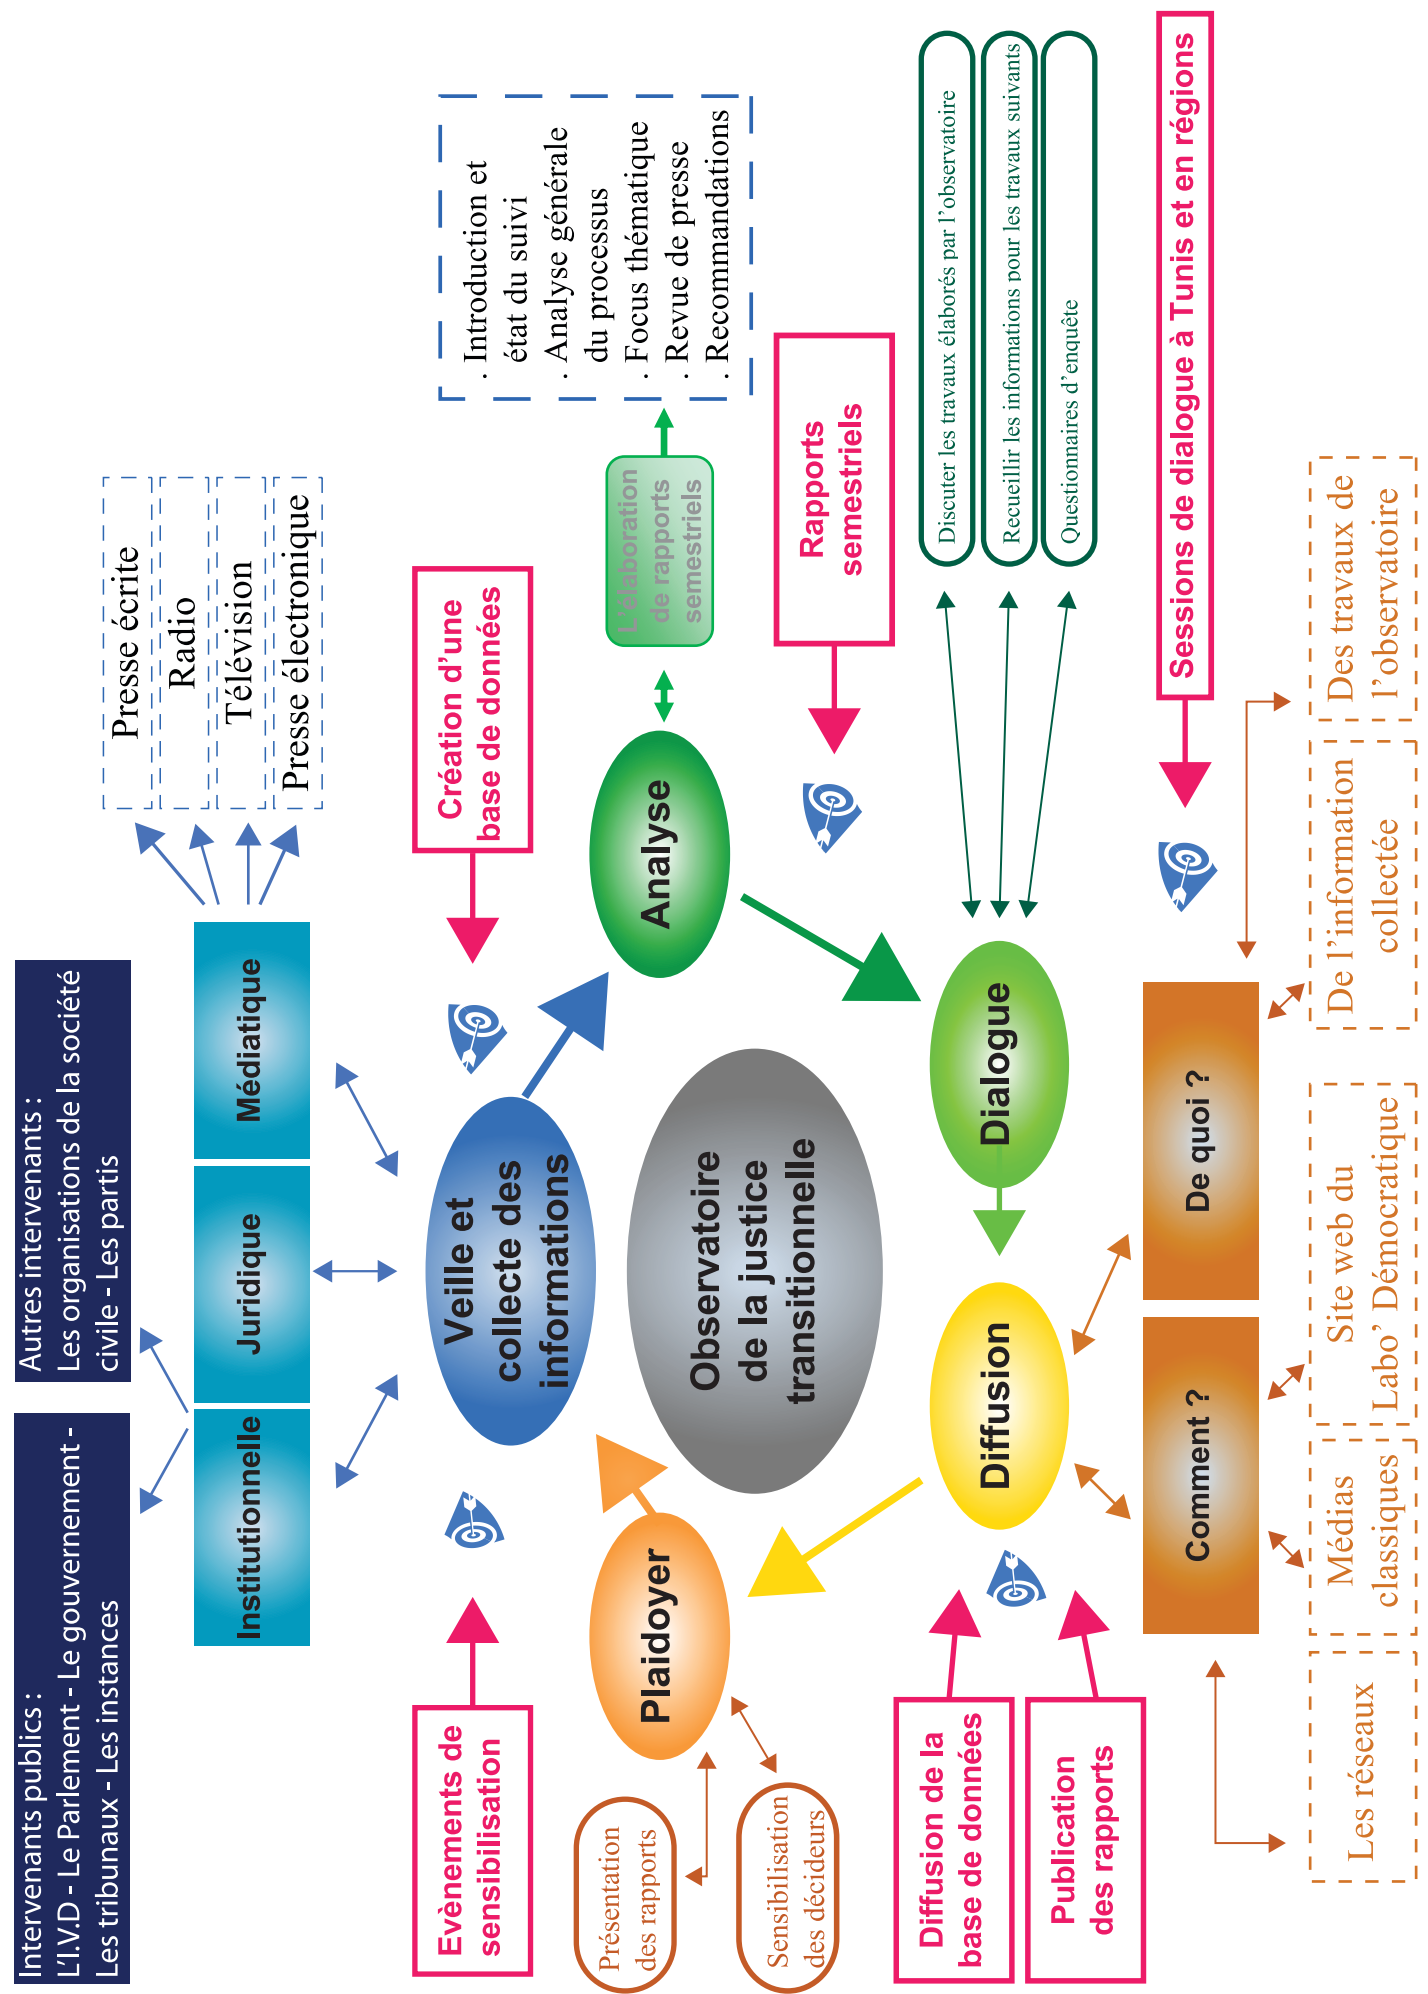 Intervenants publics :
L'I.V.D - Le Parlement - Le gouvernement -
Les tribunaux - Les instances
Autres intervenants :
Les organisations de la société
civile - Les partis
Institutionnelle
Juridique
Médiatique
Presse écrite
Radio
Télévision
Presse électronique
Evènements de
sensibilisation
Veille et
collecte des
informations
Création d'une
base de données
. Introduction et
état du suivi
. Analyse générale
du processus
. Focus thématique
. Revue de presse
. Recommandations
Présentation
des rapports
Sensibilisation
des décideurs
Plaidoyer
Observatoire
de la justice
transitionnelle
Analyse
L'élaboration
de rapports
semestriels
Rapports
semestriels
Diffusion de la
base de données
Publication
des rapports
Diffusion
Dialogue
Discuter les travaux élaborés par l'observatoire
Recueillir les informations pour les travaux suivants
Questionnaires d'enquête
Sessions de dialogue à Tunis et en régions
Comment ?
De quoi ?
Les réseaux
Médias
classiques
Site web du
Labo' Démocratique
De l'information
collectée
Des travaux de
l'observatoire